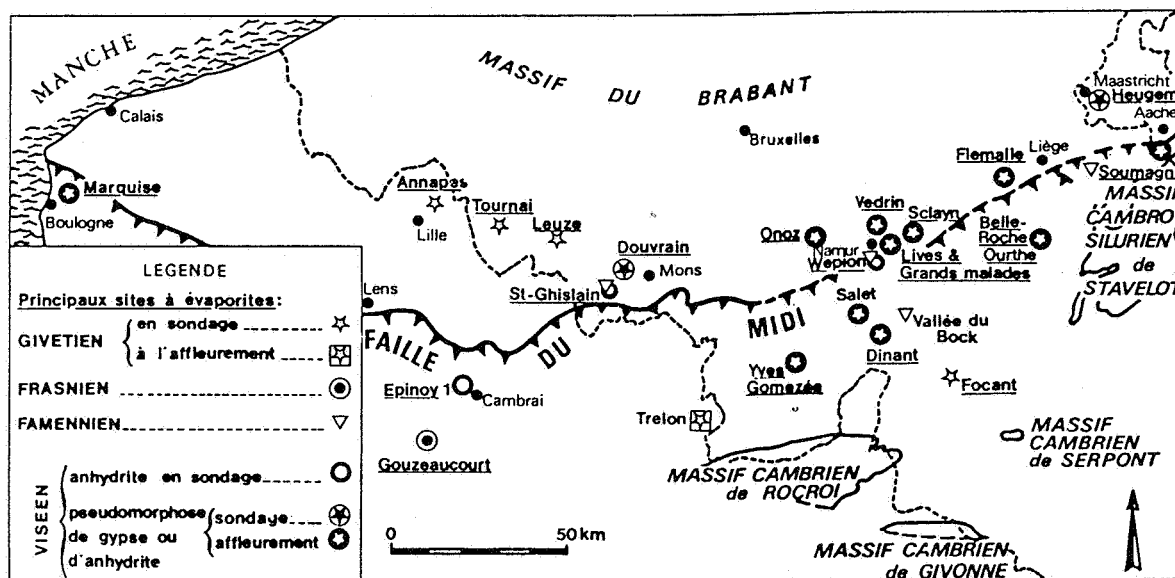 MANCHE
MASSIF DU BRABANT
Calais
Bruxelles
Maastricht
Heugem
Aache
Liège
Flemalle
Soumagn
Marquise
Boulogne
Annapes
Lille
Tournai
Leuze
Douvrain
Mons
St-Ghislain
Vedrin
Sclayn
Onoz
Namur
Wepion
Lives &
Grands malades
Belle-
Roche
Ourthe
MASSIF
CAMBRO
SILURIEN
de
STAVELOT
Lens
FAILLE DU MIDI
Salet
Dinant
Vallée du
Bock
Yves
Gomezée
Focant
Epinoy 1
Cambrai
Gouzeaucourt
Trelon
MASSIF CAMBRIEN
de ROCROI
MASSIF
CAMBRIEN
de SERPONT
MASSIF CAMBRIEN
de GIVONNE
0 50 km
LEGENDE
Principaux sites à évaporites:
GIVETIEN
en sondage
à l'affleurement
FRASNIEN
FAMENNIEN
VISEEN
anhydrite en sondage
pseudomorphose
de gypse ou
d'anhydrite
sondage
affleurement